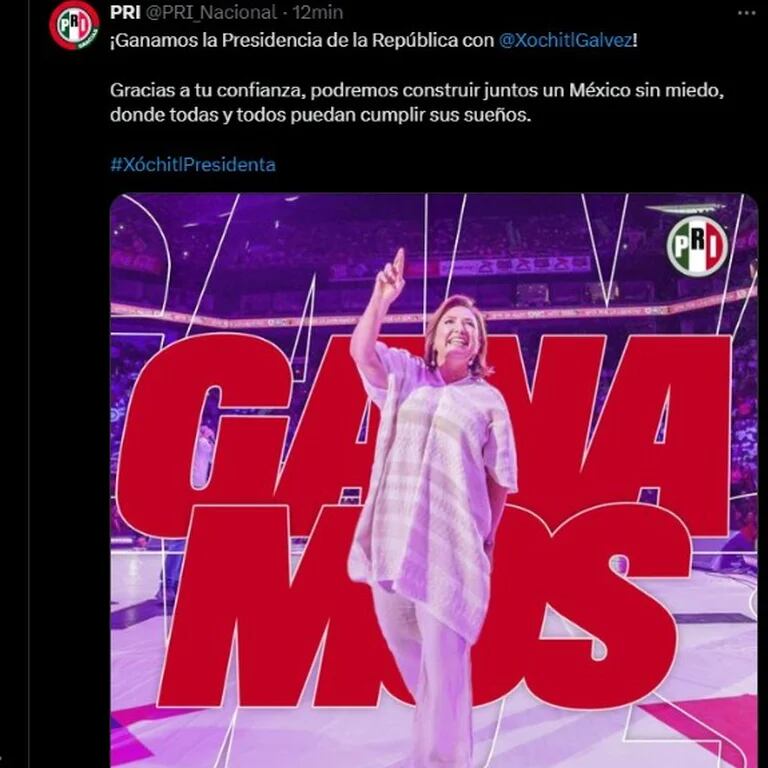 PRI @PRI_Nacional · 12min
¡Ganamos la Presidencia de la República con @XochitlGalvez!
Gracias a tu confianza, podremos construir juntos un México sin miedo,
donde todas y todos puedan cumplir sus sueños.
#XóchitlPresidenta
PRI
GANA
MOS